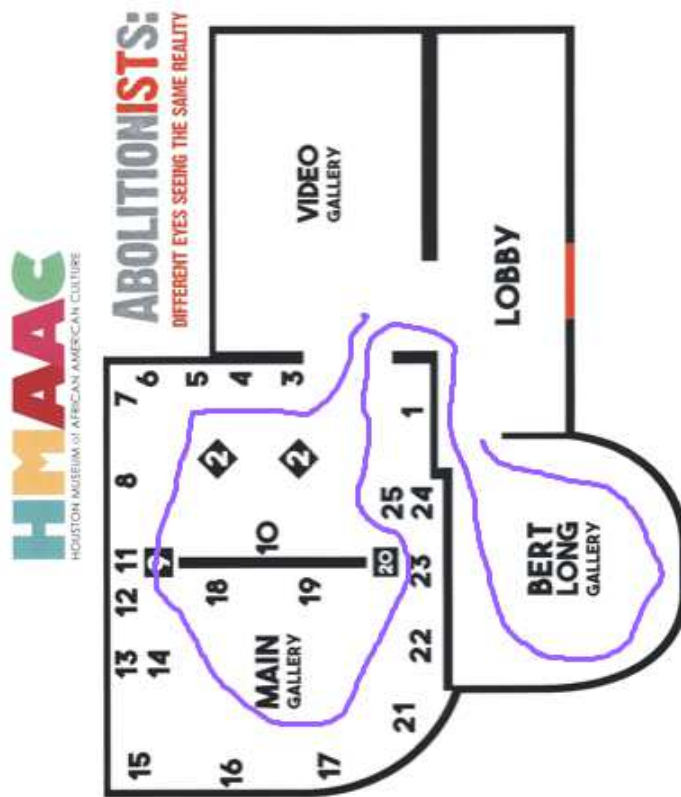 HMAAC
HOUSTON MUSEUM of AFRICAN AMERICAN CULTURE
ABOLITIONISTS:
DIFFERENT EYES SEEING THE SAME REALITY
15 13 12 11 8 7
14 6
5
16 18 2 4
10
MAIN
GALLERY
17 19 2 3
VIDEO
GALLERY
20 25
21 22 23 24 1
LOBBY
BERT
LONG
GALLERY